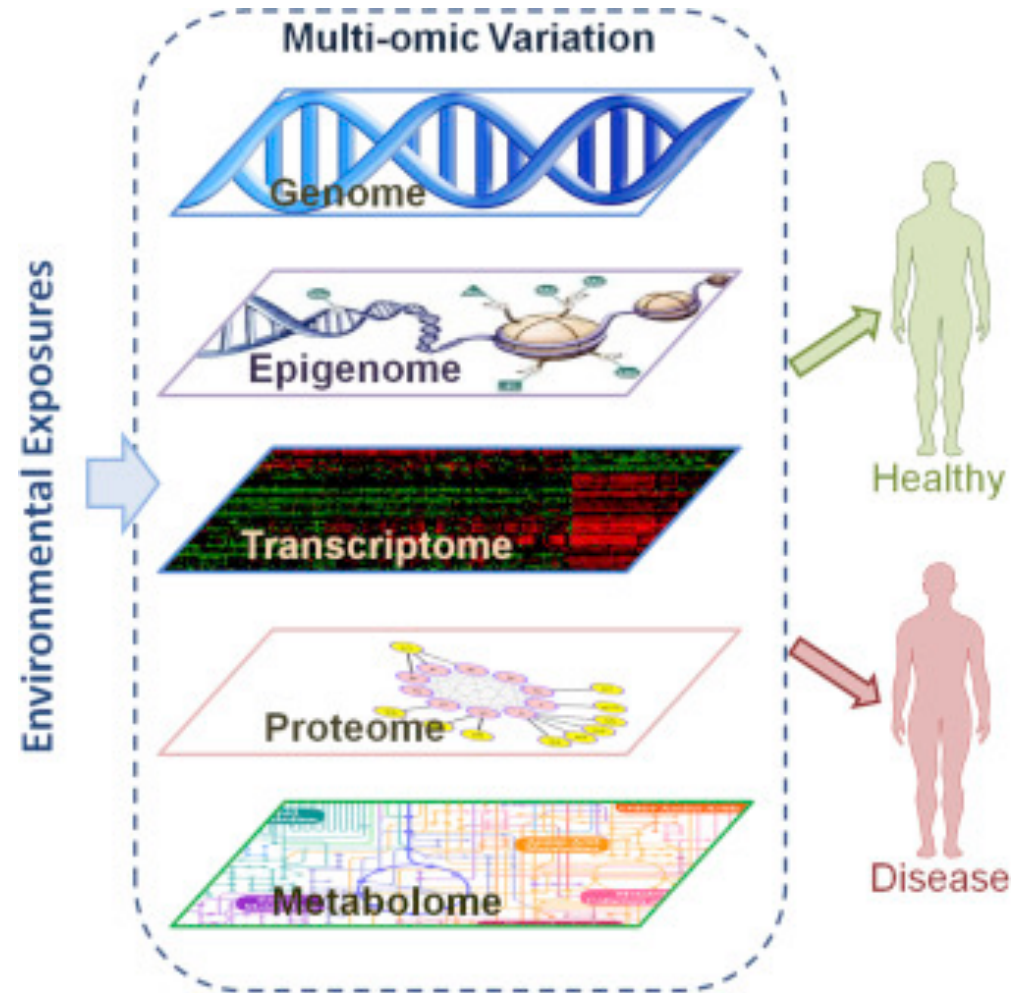 Multi-omic Variation
Genome
Epigenome
Transcriptome
Proteome
Metabolome
Environmental Exposures
Healthy
Disease